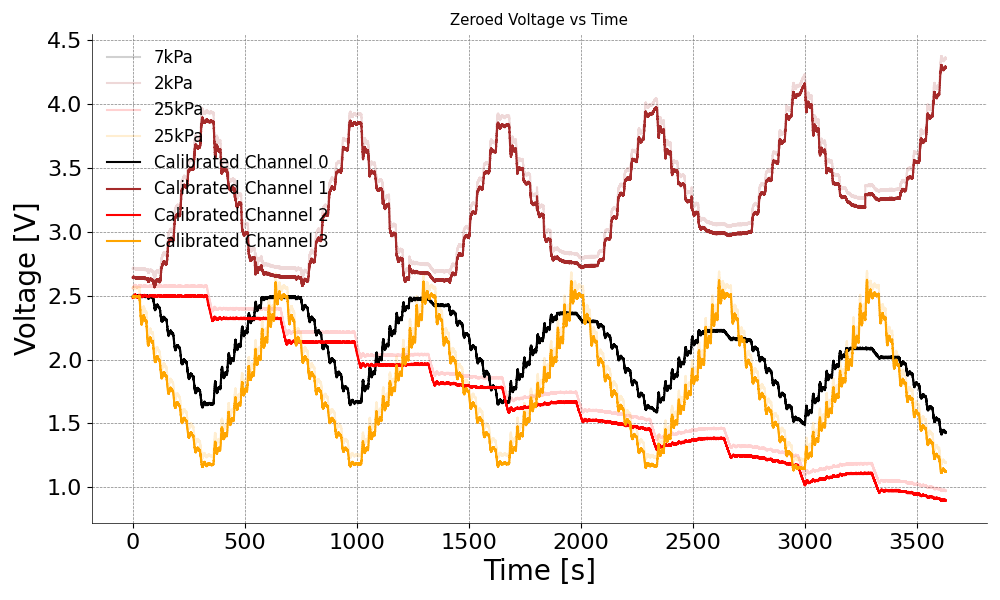 Zeroed Voltage vs Time
7kPa
2kPa
25kPa
25kPa
Calibrated Channel 0
Calibrated Channel 1
Calibrated Channel 2
Calibrated Channel 3
4.5
4.0
3.5
3.0
2.5
2.0
1.5
1.0
Voltage [V]
0 500 1000 1500 2000 2500 3000 3500
Time [s]